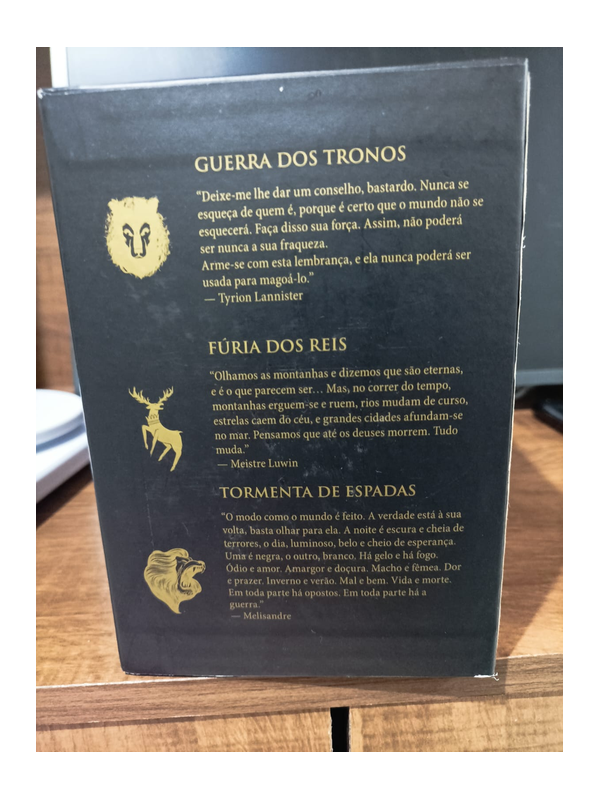 GUERRA DOS TRONOS
“Deixe-me lhe dar um conselho, bastardo. Nunca se
esqueça de quem é, porque é certo que o mundo não se
esquecerá. Faça disso sua força. Assim, não poderá
ser nunca a sua fraqueza.
Arme-se com esta lembrança, e ela nunca poderá ser
usada para magoá-lo.”
— Tyrion Lannister
FÚRIA DOS REIS
“Olhamos as montanhas e dizemos que são eternas,
e é o que parecem ser... Mas, no correr do tempo,
montanhas erguem-se e ruem, rios mudam de curso,
estrelas caem do céu, e grandes cidades afundam-se
no mar. Pensamos que até os deuses morrem. Tudo
muda.”
— Meistre Luwin
TORMENTA DE ESPADAS
“O modo como o mundo é feito. A verdade está à sua
volta, basta olhar para ela. A noite é escura e cheia de
terrores, o dia, luminoso, belo e cheio de esperança.
Uma é negra, o outro, branco. Há gelo e há fogo.
Ódio e amor. Amargor e doçura. Macho e fêmea. Dor
e prazer. Inverno e verão. Mal e bem. Vida e morte.
Em toda parte há opostos. Em toda parte há a
guerra.”
— Melisandre